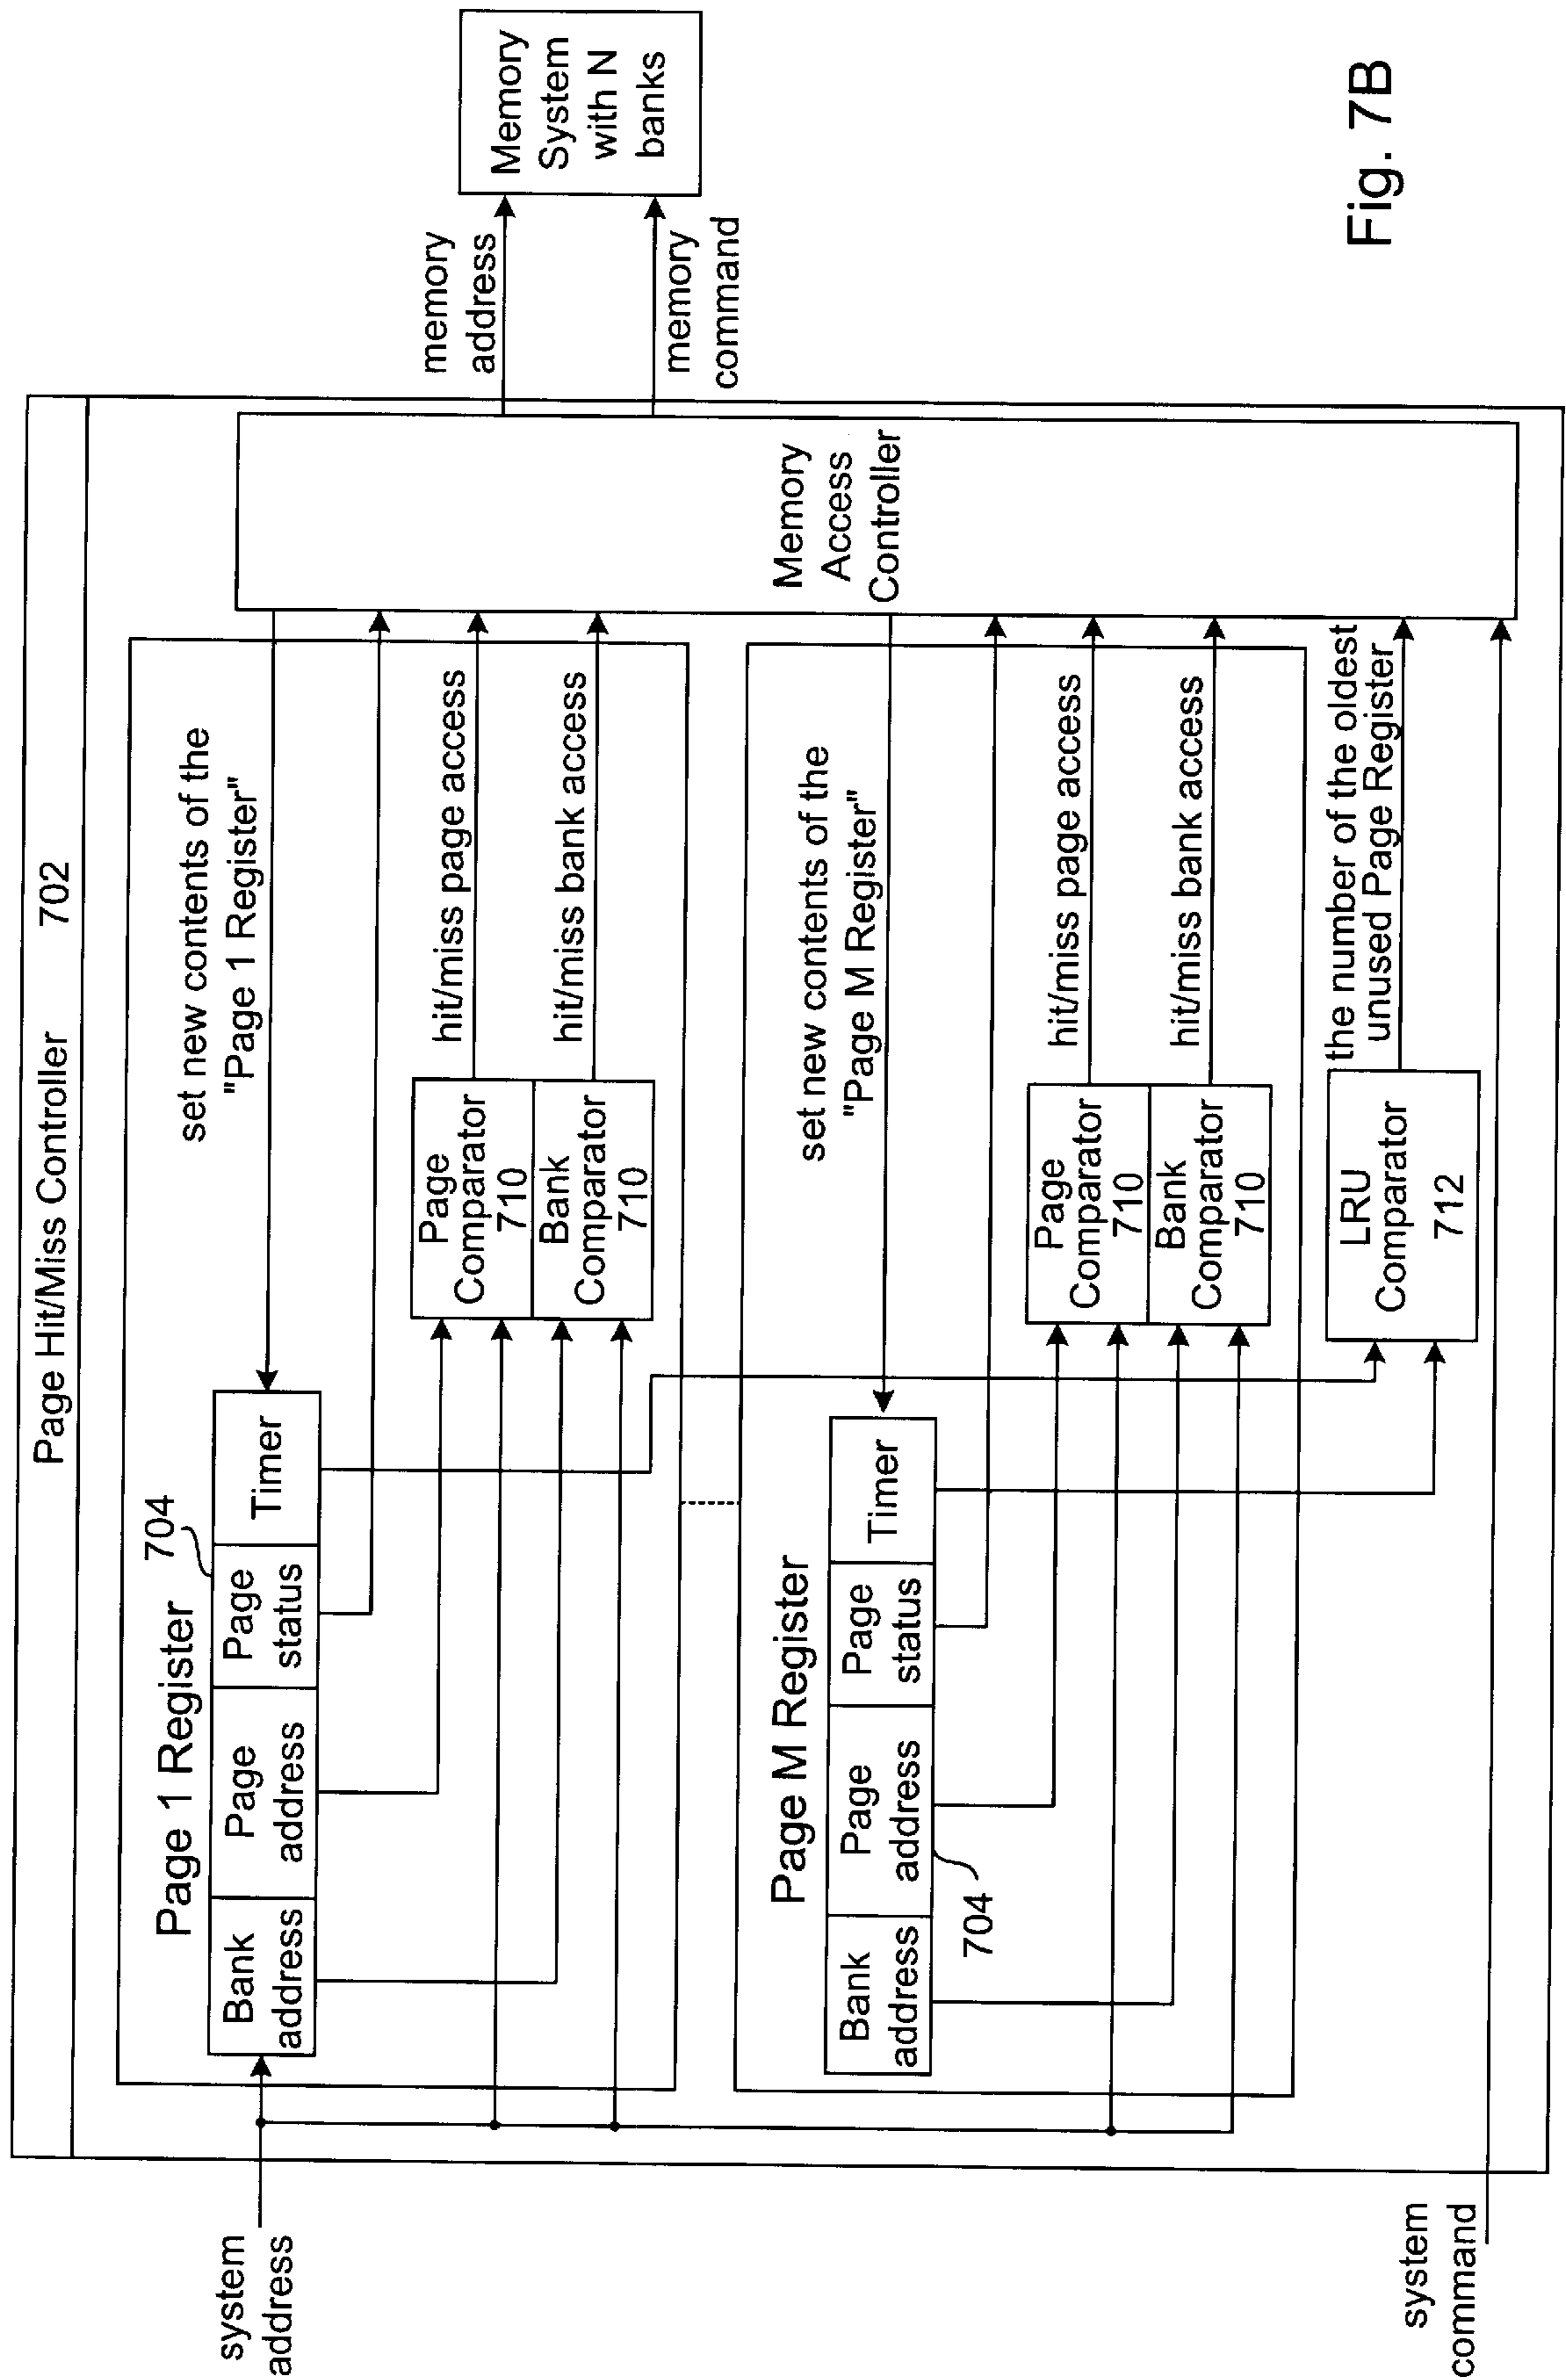 Page Hit/Miss Controller 702
system
address
Page 1 Register
704
Bank
address
Page
address
Page
status
Timer
set new contents of the
"Page 1 Register"
Page
Comparator
710
Bank
Comparator
710
hit/miss page access
hit/miss bank access
Page M Register
704
Bank
address
Page
address
Page
status
Timer
set new contents of the
"Page M Register"
Page
Comparator
710
Bank
Comparator
710
hit/miss page access
hit/miss bank access
LRU
Comparator
712
the number of the oldest
unused Page Register
system
command
Memory
Access
Controller
memory
address
memory
command
Memory
System
with N
banks
Fig. 7B